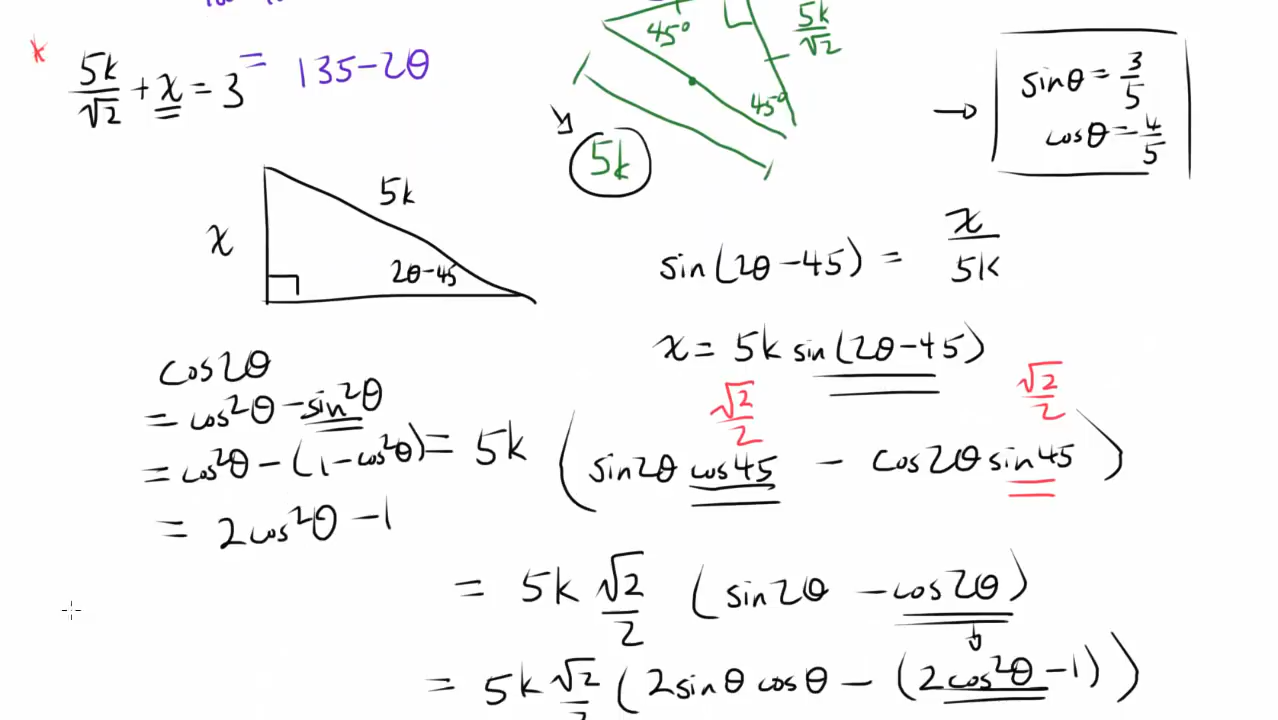 = 135-2θ
* 5k/√2 + x = 3
45°
5k/√2
45°
5k
→ sinθ = 3/5
cosθ = 4/5
5k
x
2θ-45
sin(2θ-45) = x/5k
x = 5k sin(2θ-45)
cos2θ
= cos²θ - sin²θ
= cos²θ - (1-cos²θ)
= 2cos²θ - 1
√2/2 √2/2
= 5k (sin2θ cos45 - cos2θ sin45)
= 5k √2/2 (sin2θ - cos2θ)
= 5k √2/2 (2sinθ cosθ - (2cos²θ - 1))